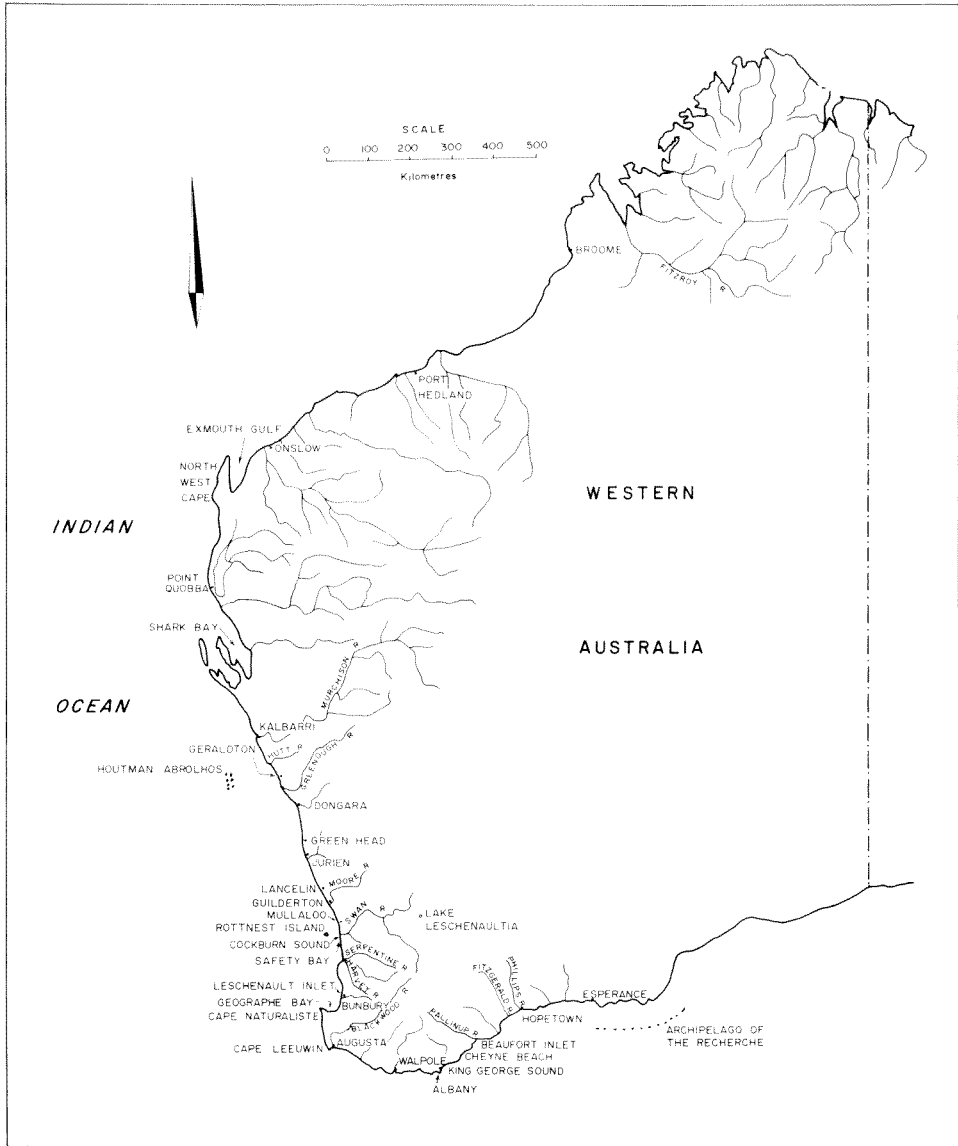 SCALE
0 100 200 300 400 500
Kilometres
BROOME
FITZROY R
PORT
HEDLAND
EXMOUTH GULF
ONSLOW
NORTH
WEST
CAPE
WESTERN
INDIAN
POINT
QUOBBA
SHARK BAY
AUSTRALIA
MURCHISON R
OCEAN
KALBARRI
GERALDTON
HUTT R
GREENOUGH R
HOUTMAN ABROLHOS
DONGARA
GREEN HEAD
JURIEN
LANCELIN
MOORE R
GUILDERTON
MULLALOO
SWAN R
LAKE
LESCHENAULTIA
ROTTNEST ISLAND
COCKBURN SOUND
SERPENTINE R
SAFETY BAY
HARVEY R
LESCHENAULT INLET
GEOGRAPHE BAY
BUNBURY
CAPE NATURALISTE
BLACKWOOD R
FITZGERALD R
PHILLIPS R
ESPERANCE
PALLINUP R
HOPETOWN
ARCHIPELAGO OF
THE RECHERCHE
CAPE LEEUWIN
AUGUSTA
BEAUFORT INLET
CHEYNE BEACH
WALPOLE
KING GEORGE SOUND
ALBANY